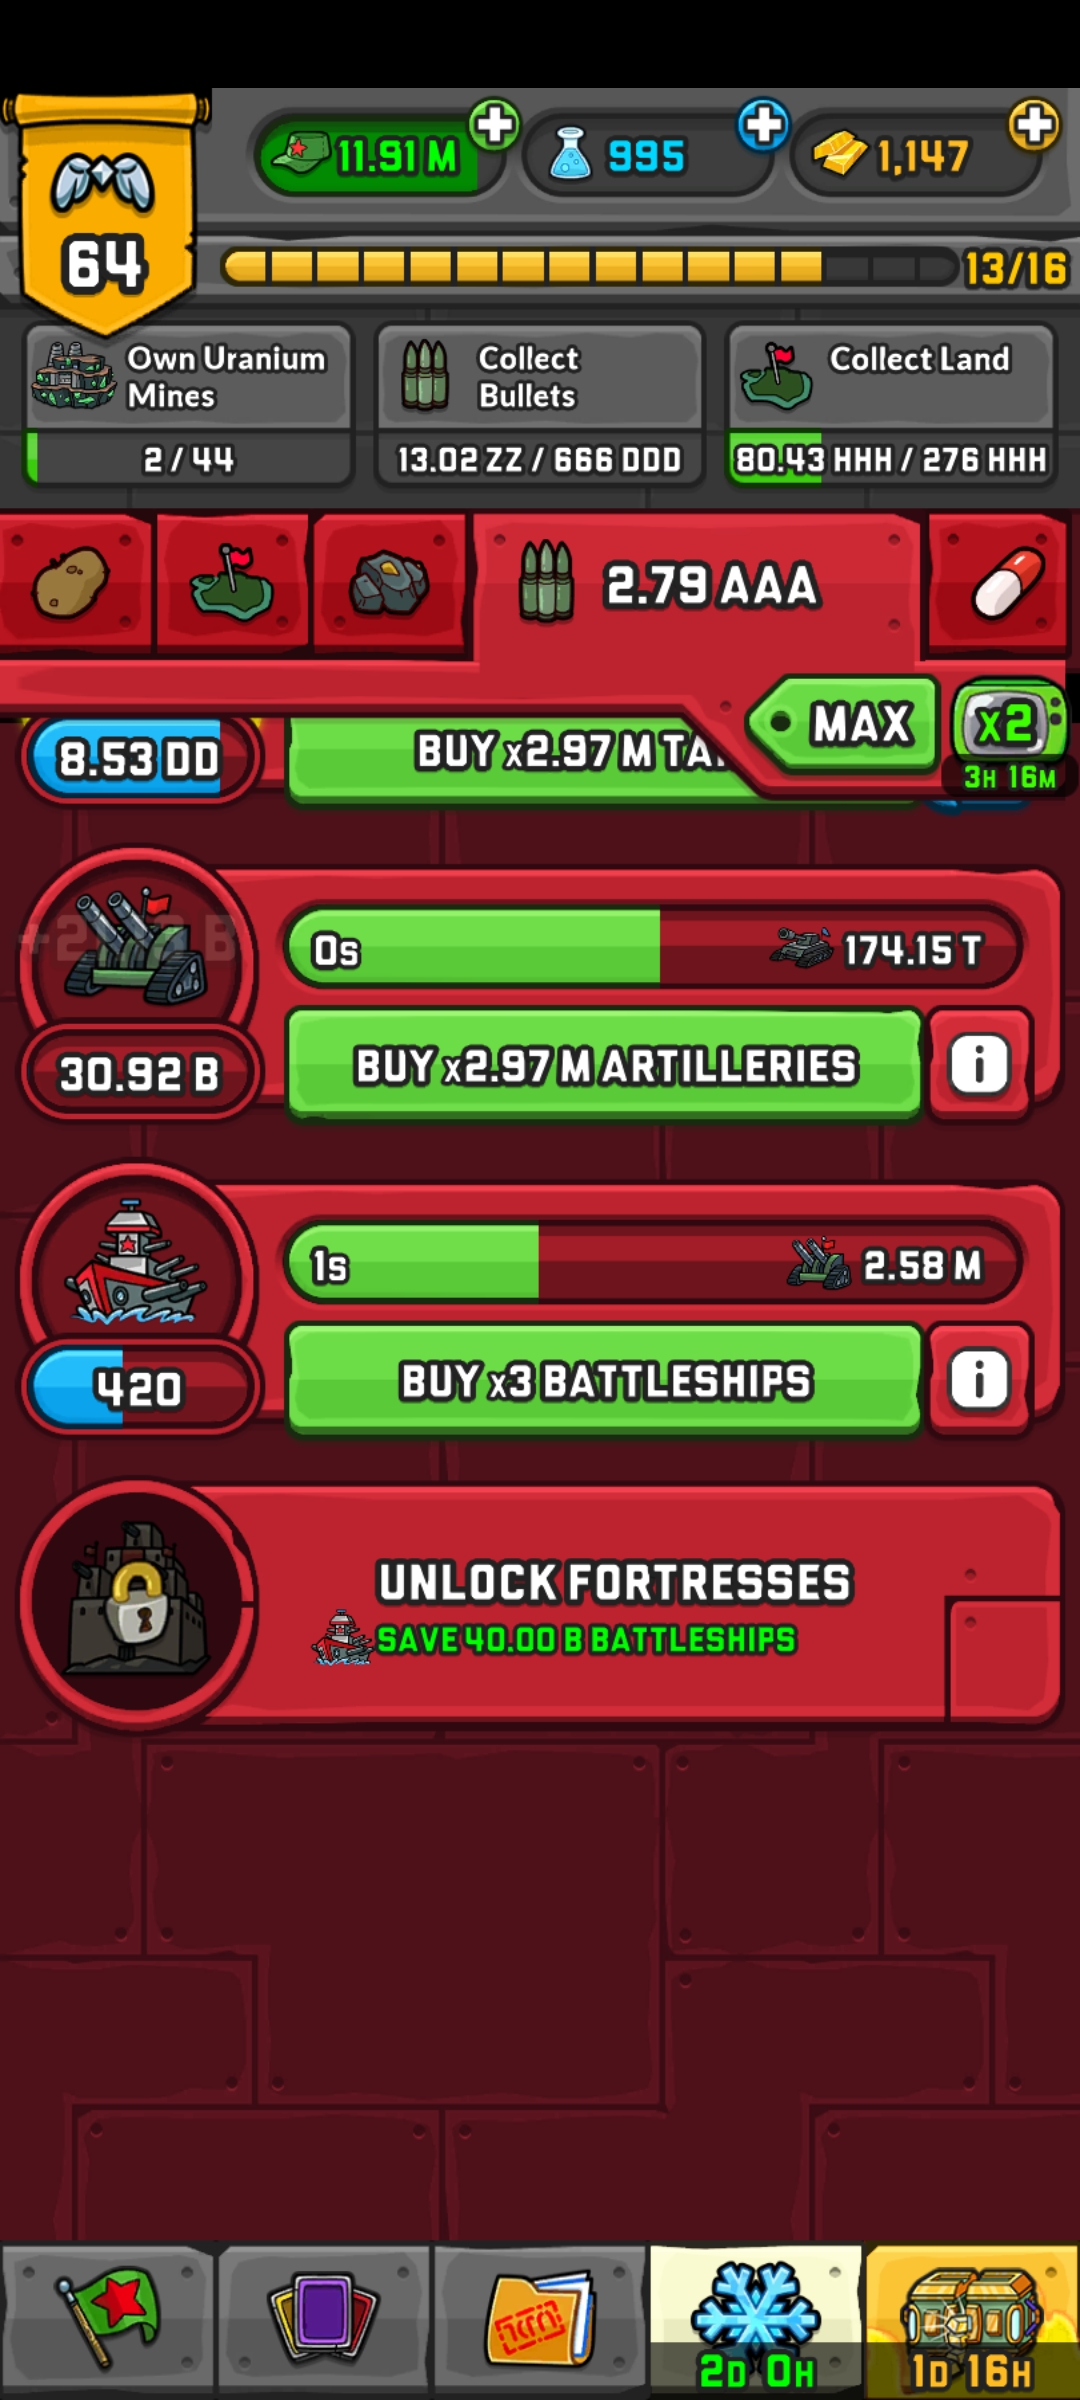 11.91 M
995
1,147
64
13/16
Own Uranium
Mines
2 / 44
Collect
Bullets
13.02 ZZ / 666 DDD
Collect Land
80.43 HHH / 276 HHH
2.79 AAA
MAX
x2
3H 16M
8.53 DD
BUY x2.97 M TA
0s
174.15 T
30.92 B
BUY x2.97 M ARTILLERIES
i
1s
2.58 M
420
BUY x3 BATTLESHIPS
i
UNLOCK FORTRESSES
SAVE 40.00 B BATTLESHIPS
2D 0H
1D 16H